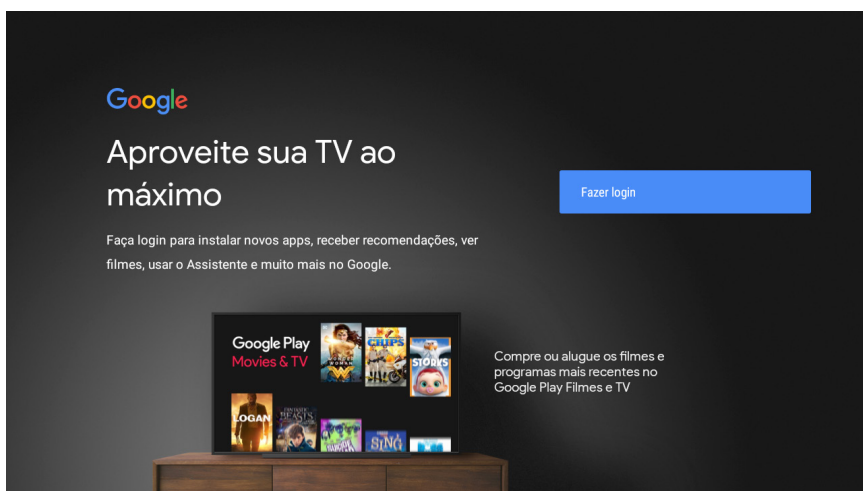 Google
Aproveite sua TV ao
máximo
Fazer login
Faça login para instalar novos apps, receber recomendações, ver
filmes, usar o Assistente e muito mais no Google.
Google Play
Movies & TV
CHIPS
STORKS
LOGAN
SING
Compre ou alugue os filmes e
programas mais recentes no
Google Play Filmes e TV